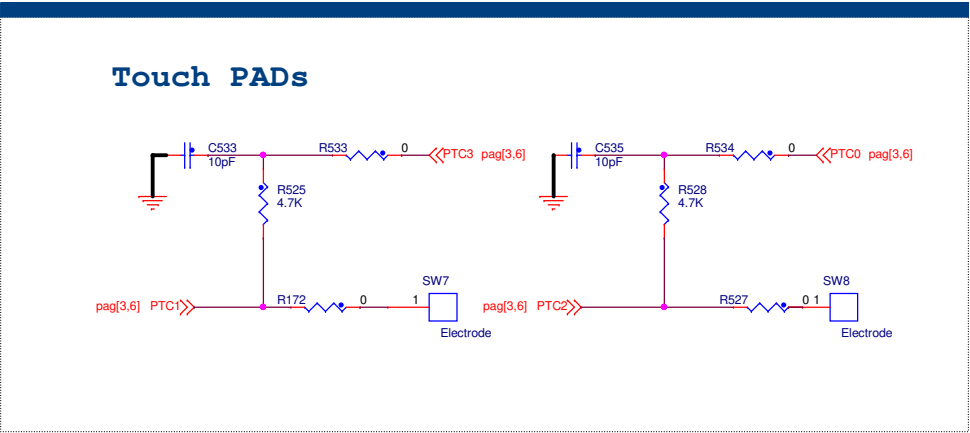 Touch PADs
C533
10pF
R533
0
PTC3 pag[3,6]
R525
4.7K
pag[3,6] PTC1
R172
0
1
SW7
Electrode
C535
10pF
R534
0
PTC0 pag[3,6]
R528
4.7K
pag[3,6] PTC2
R527
0 1
SW8
Electrode